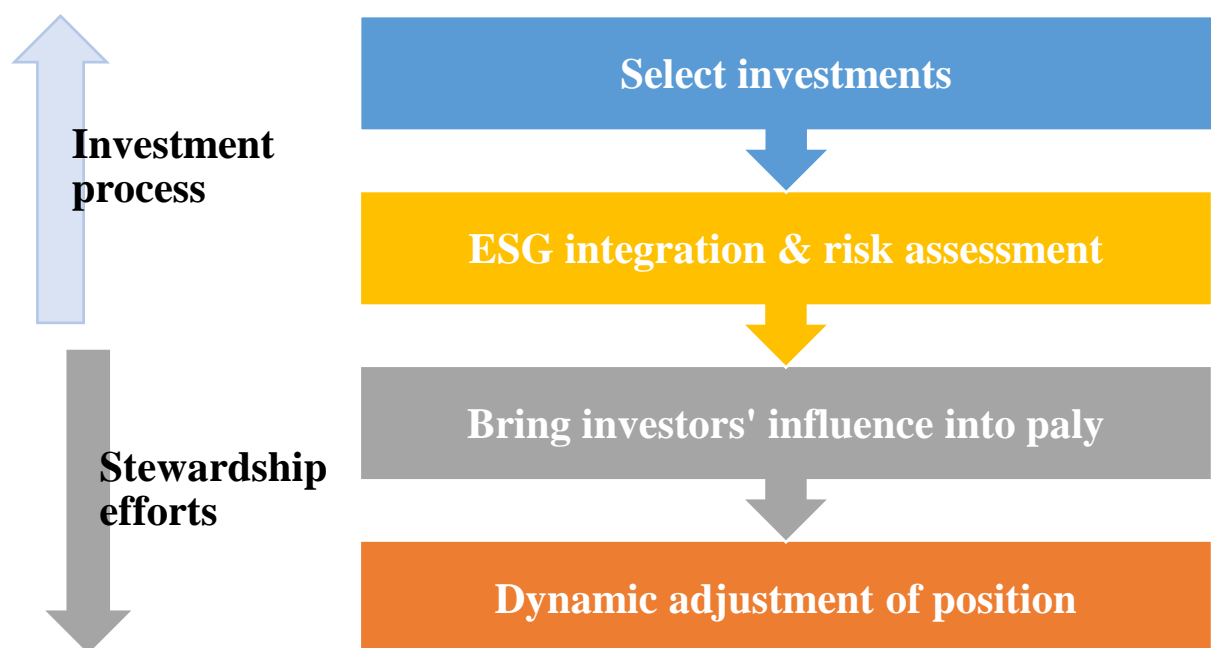 Select investments
Investment
process
ESG integration & risk assessment
Bring investors' influence into paly
Stewardship
efforts
Dynamic adjustment of position